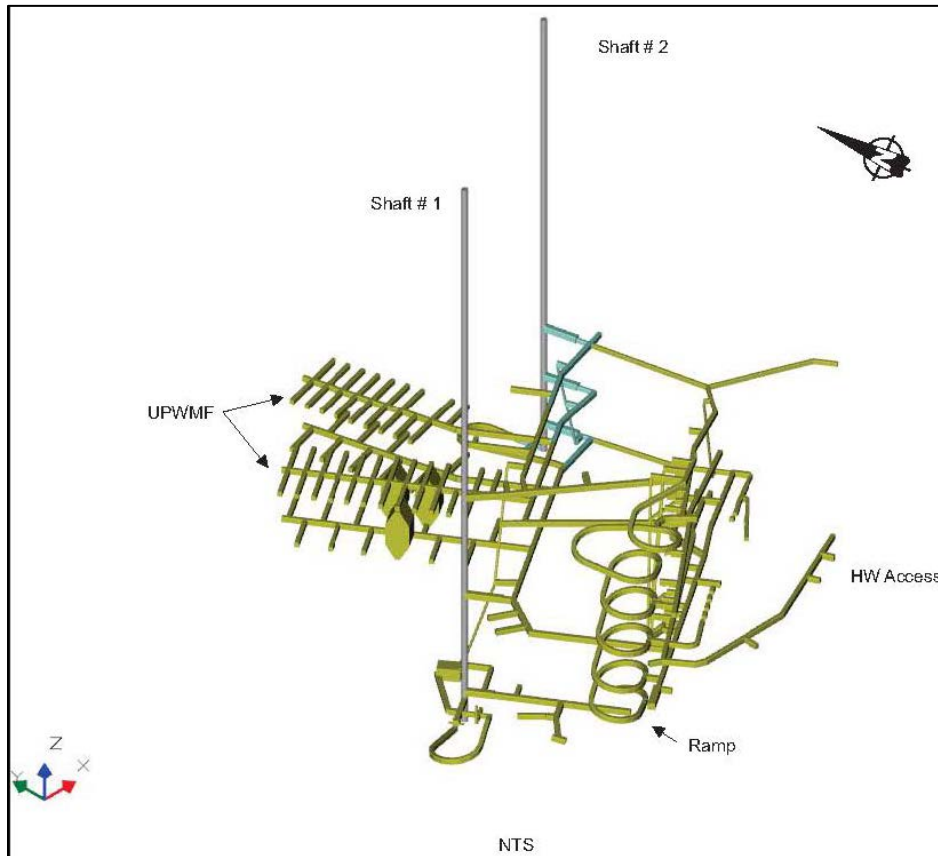 Shaft # 2
N
Shaft # 1
UPWMF
HW Access
Ramp
Z
Y
X
NTS